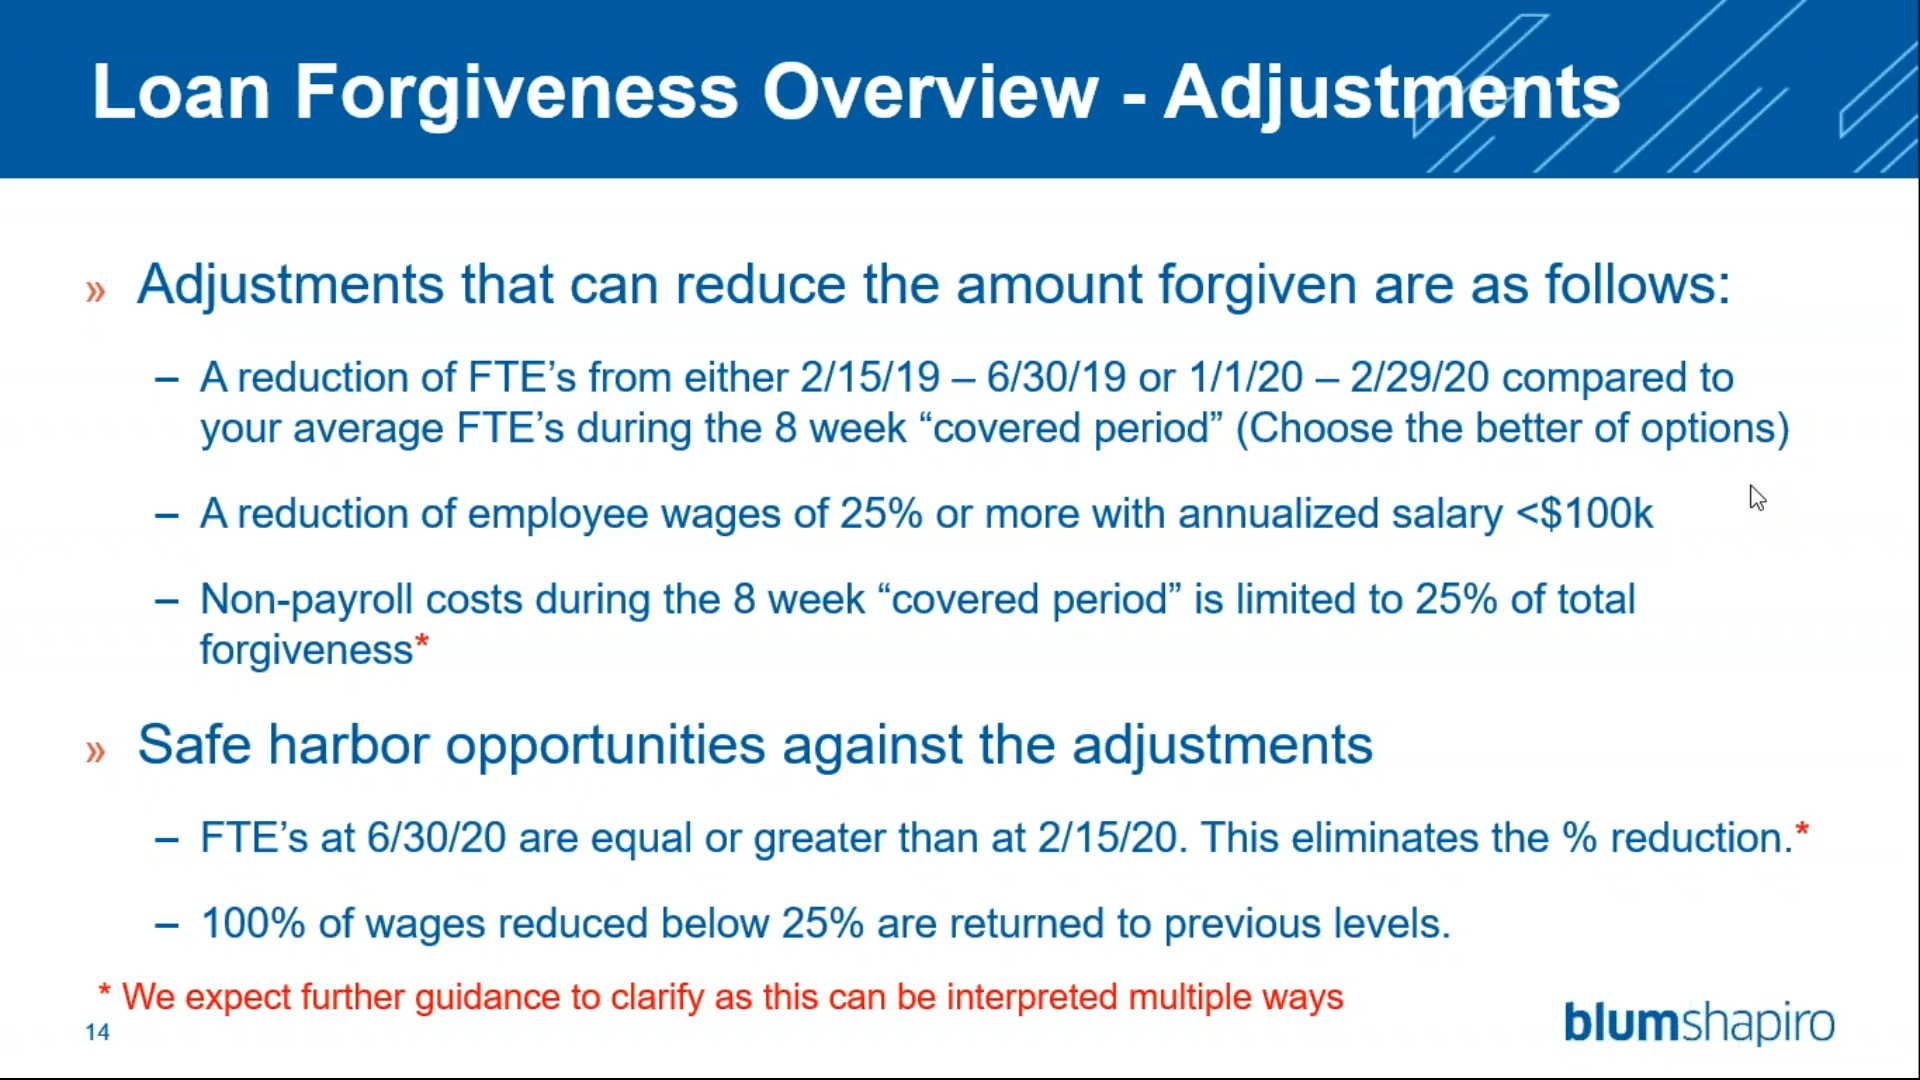 Loan Forgiveness Overview - Adjustments
» Adjustments that can reduce the amount forgiven are as follows:
– A reduction of FTE’s from either 2/15/19 – 6/30/19 or 1/1/20 – 2/29/20 compared to
your average FTE’s during the 8 week “covered period” (Choose the better of options)
– A reduction of employee wages of 25% or more with annualized salary <$100k
– Non-payroll costs during the 8 week “covered period” is limited to 25% of total
forgiveness*
» Safe harbor opportunities against the adjustments
– FTE’s at 6/30/20 are equal or greater than at 2/15/20. This eliminates the % reduction.*
– 100% of wages reduced below 25% are returned to previous levels.
* We expect further guidance to clarify as this can be interpreted multiple ways
14
blumshapiro